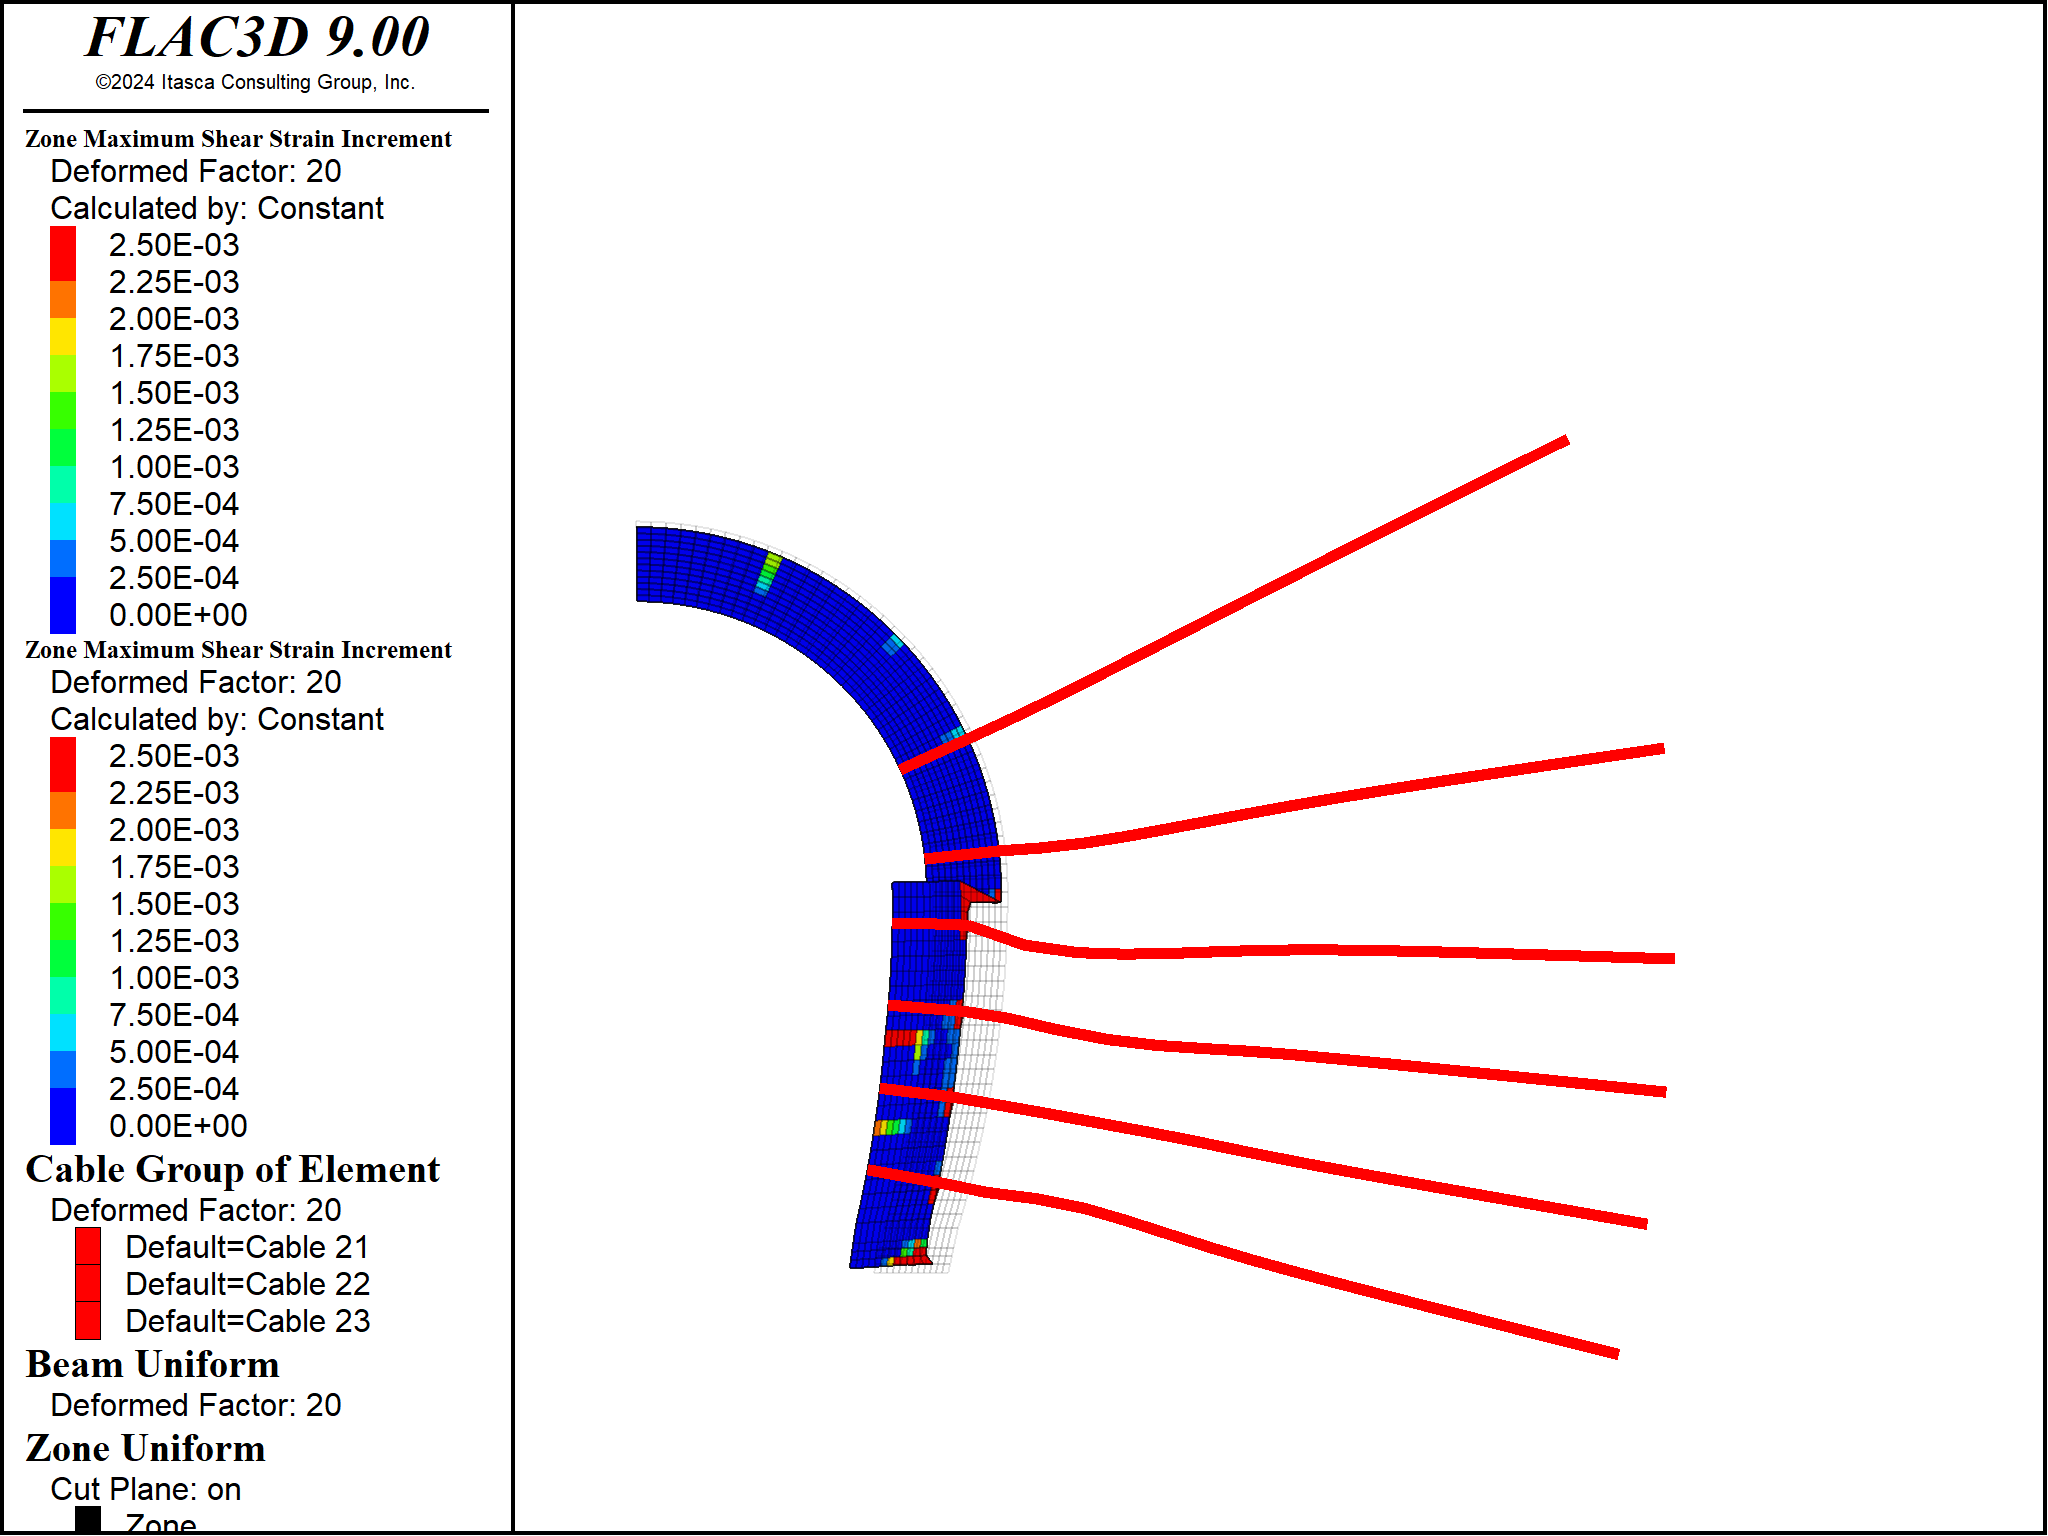 FLAC3D 9.00
©2024 Itasca Consulting Group, Inc.
Zone Maximum Shear Strain Increment
Deformed Factor: 20
Calculated by: Constant
2.50E-03
2.25E-03
2.00E-03
1.75E-03
1.50E-03
1.25E-03
1.00E-03
7.50E-04
5.00E-04
2.50E-04
0.00E+00
Zone Maximum Shear Strain Increment
Deformed Factor: 20
Calculated by: Constant
2.50E-03
2.25E-03
2.00E-03
1.75E-03
1.50E-03
1.25E-03
1.00E-03
7.50E-04
5.00E-04
2.50E-04
0.00E+00
Cable Group of Element
Deformed Factor: 20
Default=Cable 21
Default=Cable 22
Default=Cable 23
Beam Uniform
Deformed Factor: 20
Zone Uniform
Cut Plane: on
Zone